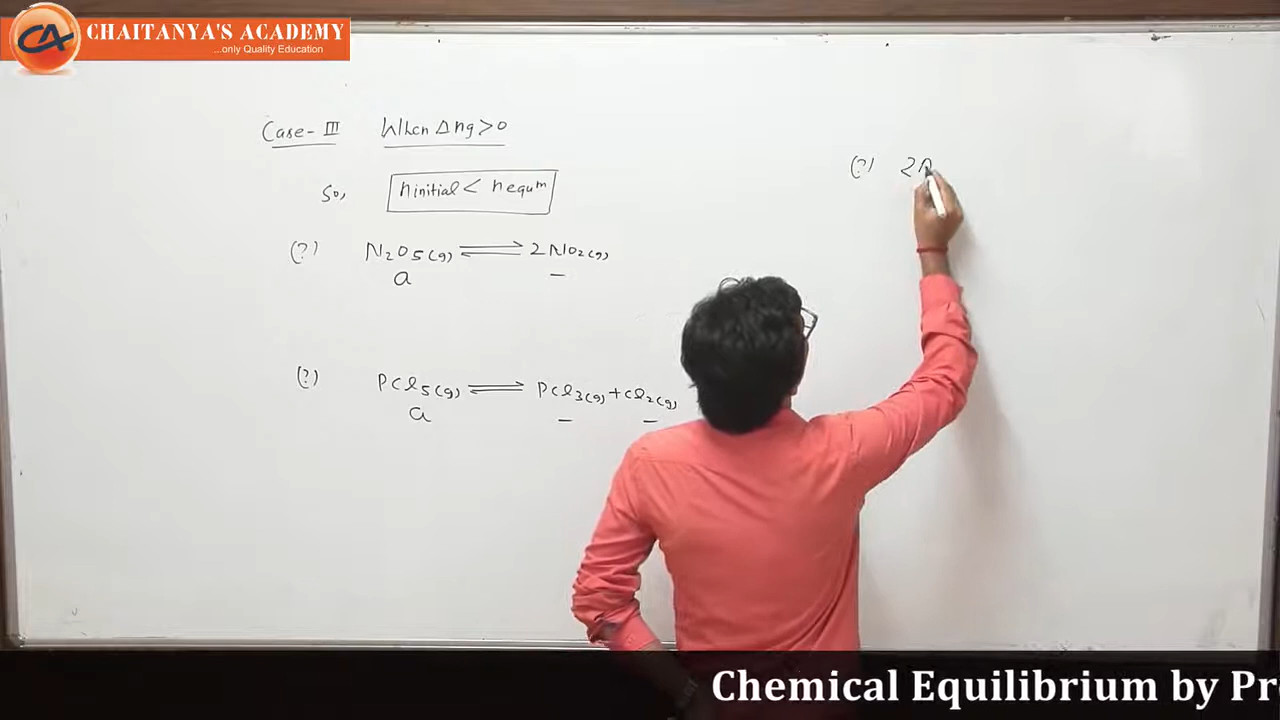 CHAITANYA'S ACADEMY
...only Quality Education
CA
Case-III When Δng>0
So, ninitial < nequm
(?) N2O5(g) ⇌ 2NO2(g)
a –
(?) PCl5(g) ⇌ PCl3(g)+Cl2(g)
a – –
(?) 2
Chemical Equilibrium by Pr